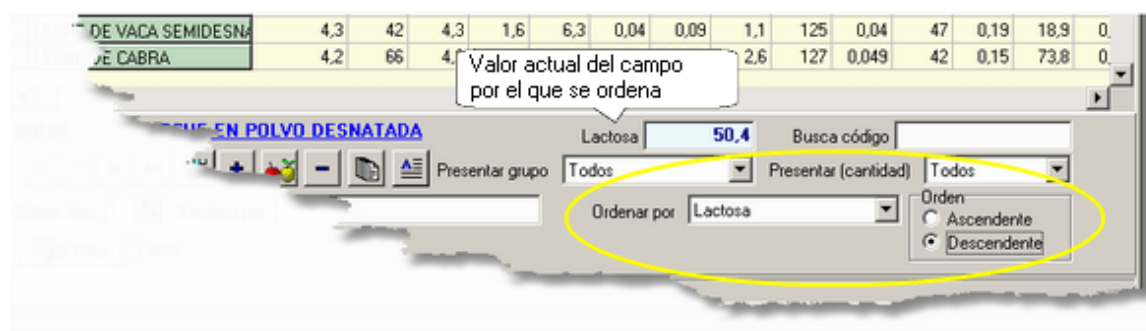 DE VACA SEMIDESNA 4,3 42 4,3 1,6 6,3 0,04 0,09 1,1 125 0,04 47 0,19 18,9 0,
DE CABRA 4,2 66 4, 2,6 127 0,049 42 0,15 73,8 0,
Valor actual del campo
por el que se ordena
EN POLVO DESNATADA Lactosa 50,4 Busca código
Presentar grupo Todos Presentar (cantidad) Todos
Ordenar por Lactosa Orden
Ascendente
Descendente